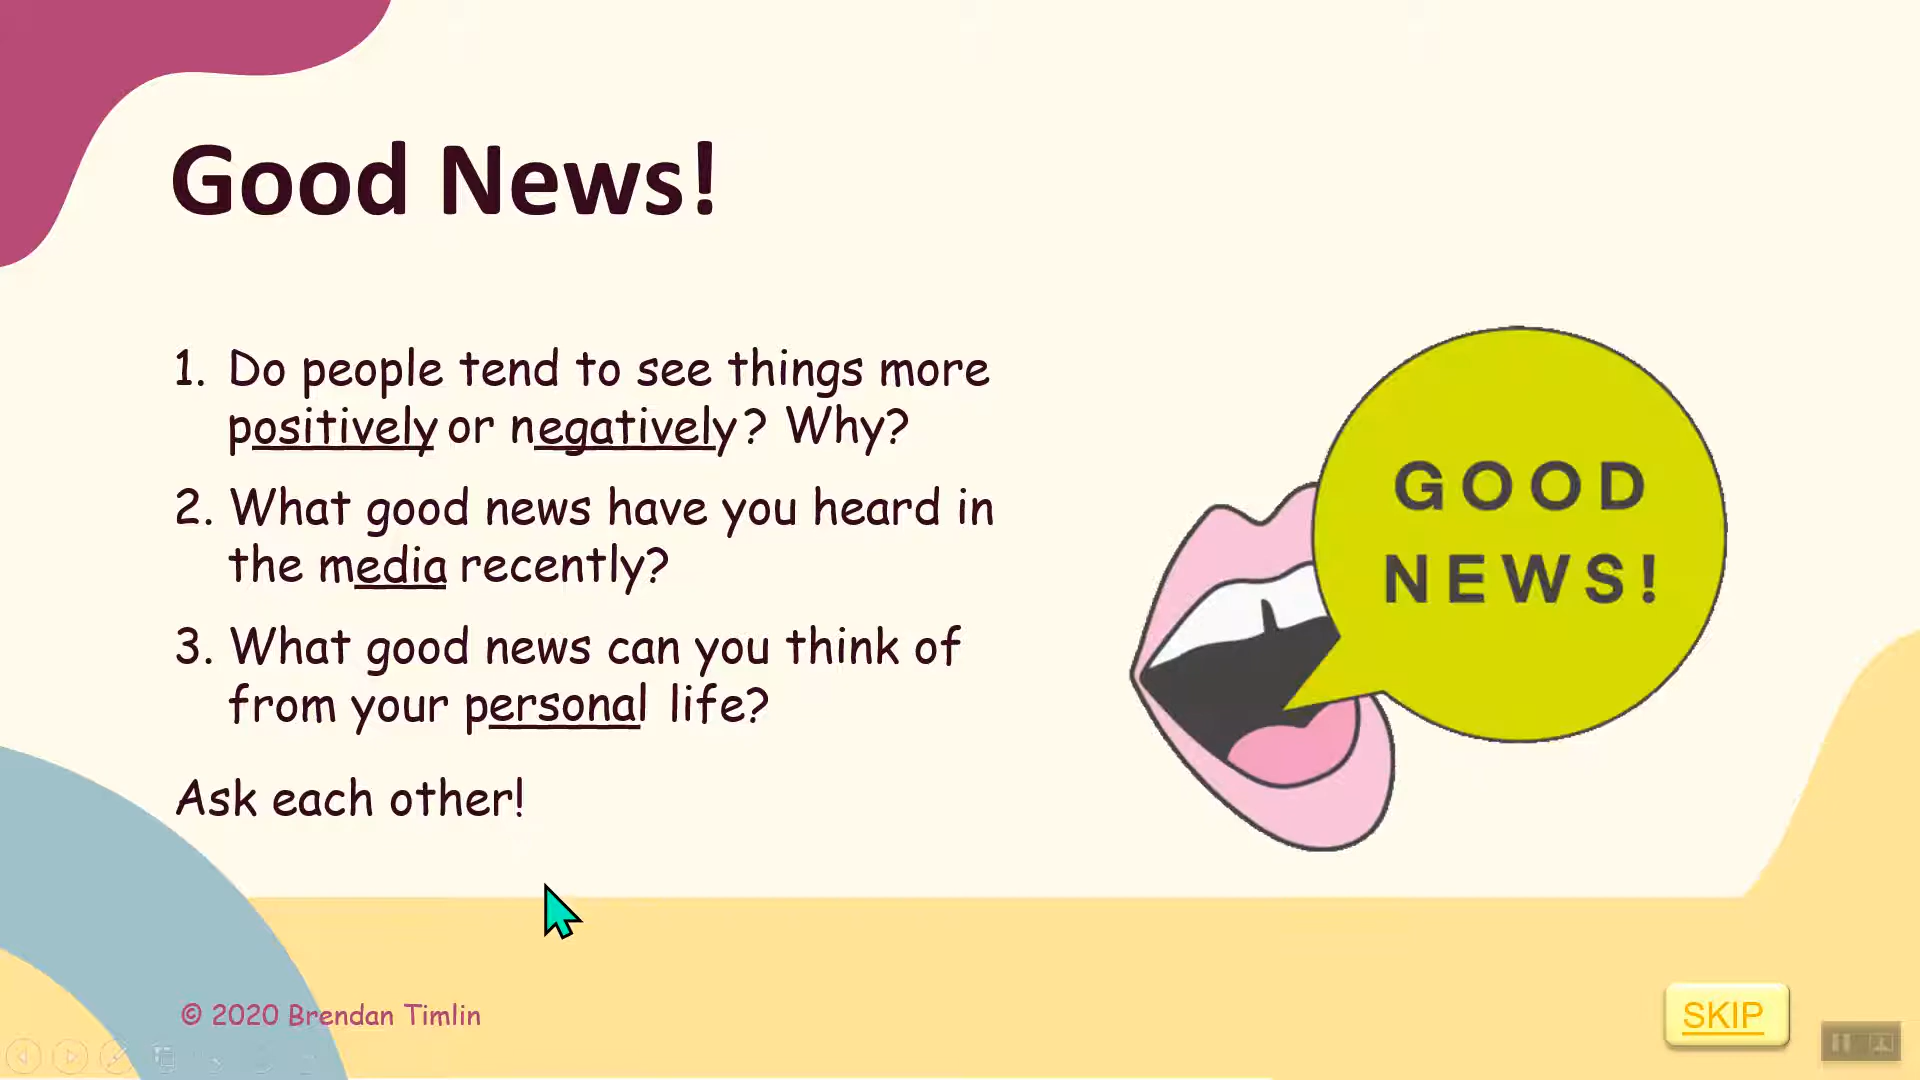 Good News!
1. Do people tend to see things more
positively or negatively? Why?
2. What good news have you heard in
the media recently?
3. What good news can you think of
from your personal life?
Ask each other!
GOOD
NEWS!
© 2020 Brendan Timlin
SKIP